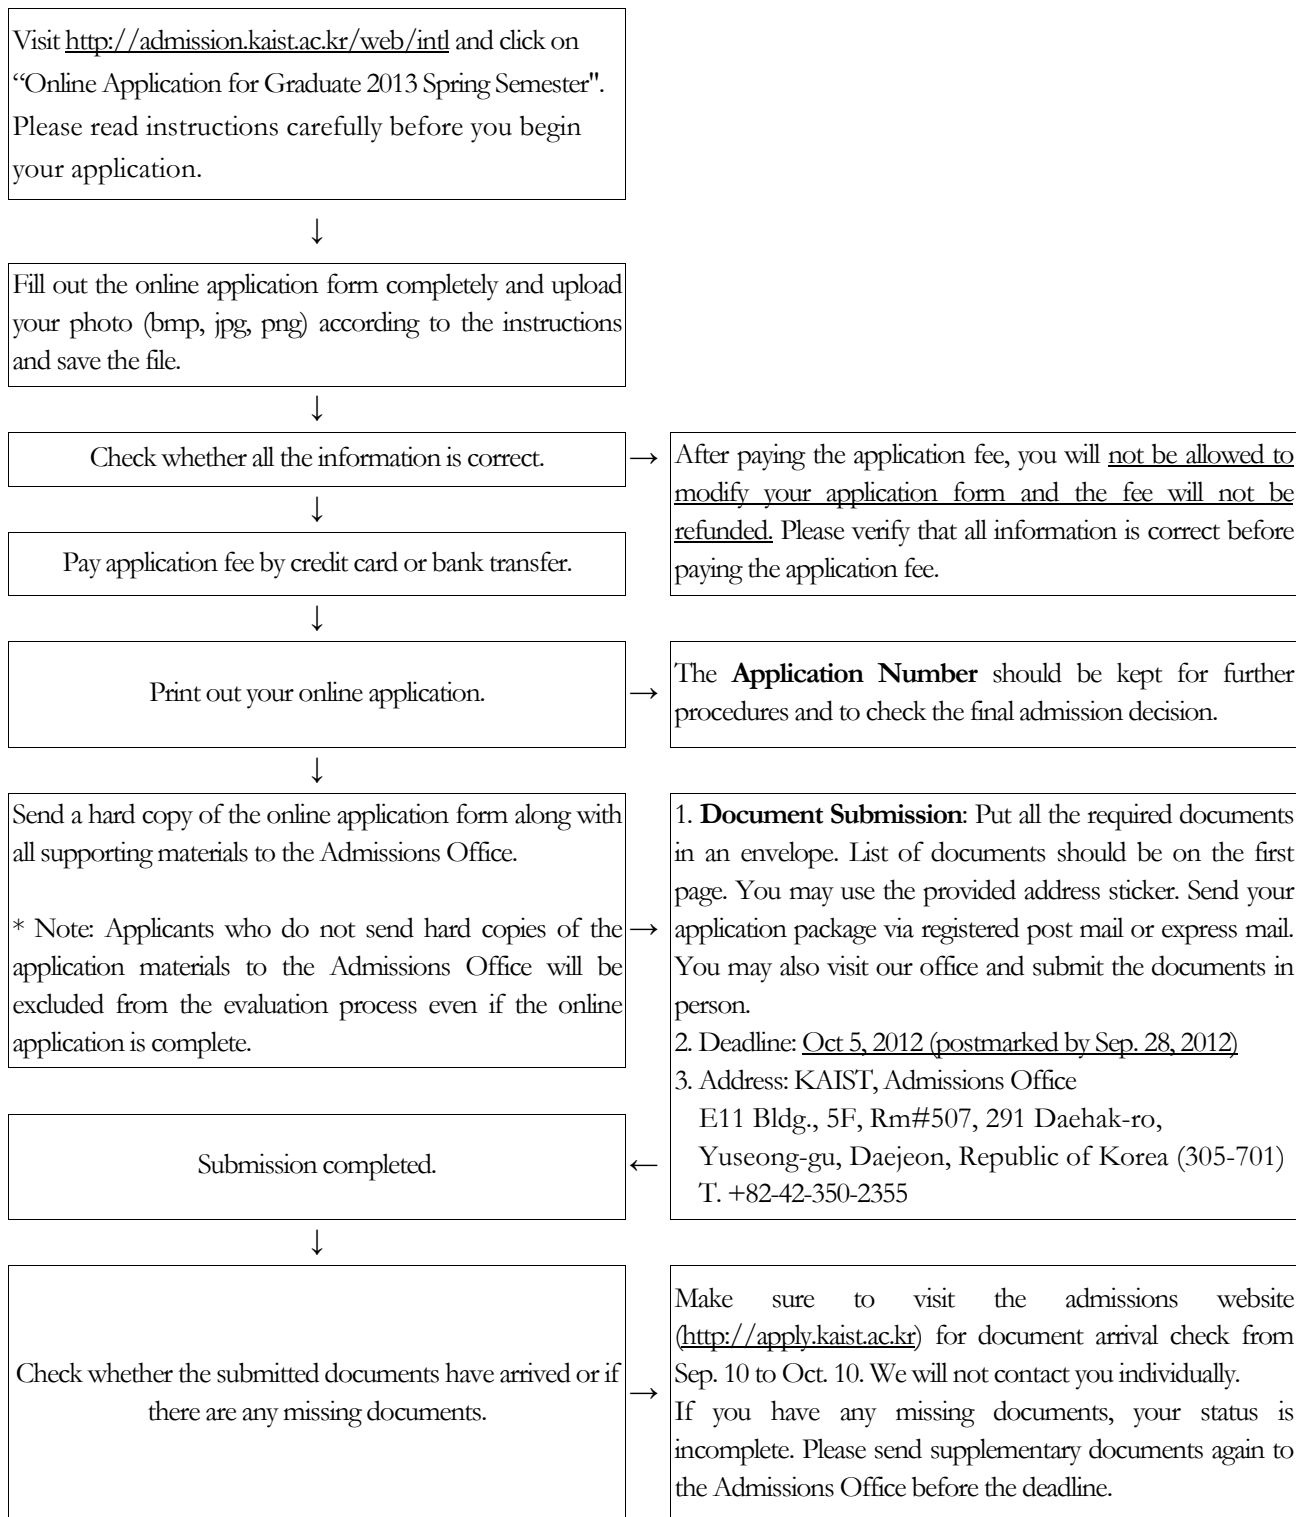 Visit http://admission.kaist.ac.kr/web/intl and click on
“Online Application for Graduate 2013 Spring Semester".
Please read instructions carefully before you begin
your application.
↓
Fill out the online application form completely and upload
your photo (bmp, jpg, png) according to the instructions
and save the file.
↓
Check whether all the information is correct.
→
After paying the application fee, you will not be allowed to
modify your application form and the fee will not be
refunded. Please verify that all information is correct before
paying the application fee.
↓
Pay application fee by credit card or bank transfer.
↓
Print out your online application.
→
The Application Number should be kept for further
procedures and to check the final admission decision.
↓
Send a hard copy of the online application form along with
all supporting materials to the Admissions Office.
* Note: Applicants who do not send hard copies of the
application materials to the Admissions Office will be
excluded from the evaluation process even if the online
application is complete.
→
1. Document Submission: Put all the required documents
in an envelope. List of documents should be on the first
page. You may use the provided address sticker. Send your
application package via registered post mail or express mail.
You may also visit our office and submit the documents in
person.
2. Deadline: Oct 5, 2012 (postmarked by Sep. 28, 2012)
3. Address: KAIST, Admissions Office
E11 Bldg., 5F, Rm#507, 291 Daehak-ro,
Yuseong-gu, Daejeon, Republic of Korea (305-701)
T. +82-42-350-2355
←
Submission completed.
↓
Check whether the submitted documents have arrived or if
there are any missing documents.
→
Make sure to visit the admissions website
(http://apply.kaist.ac.kr) for document arrival check from
Sep. 10 to Oct. 10. We will not contact you individually.
If you have any missing documents, your status is
incomplete. Please send supplementary documents again to
the Admissions Office before the deadline.